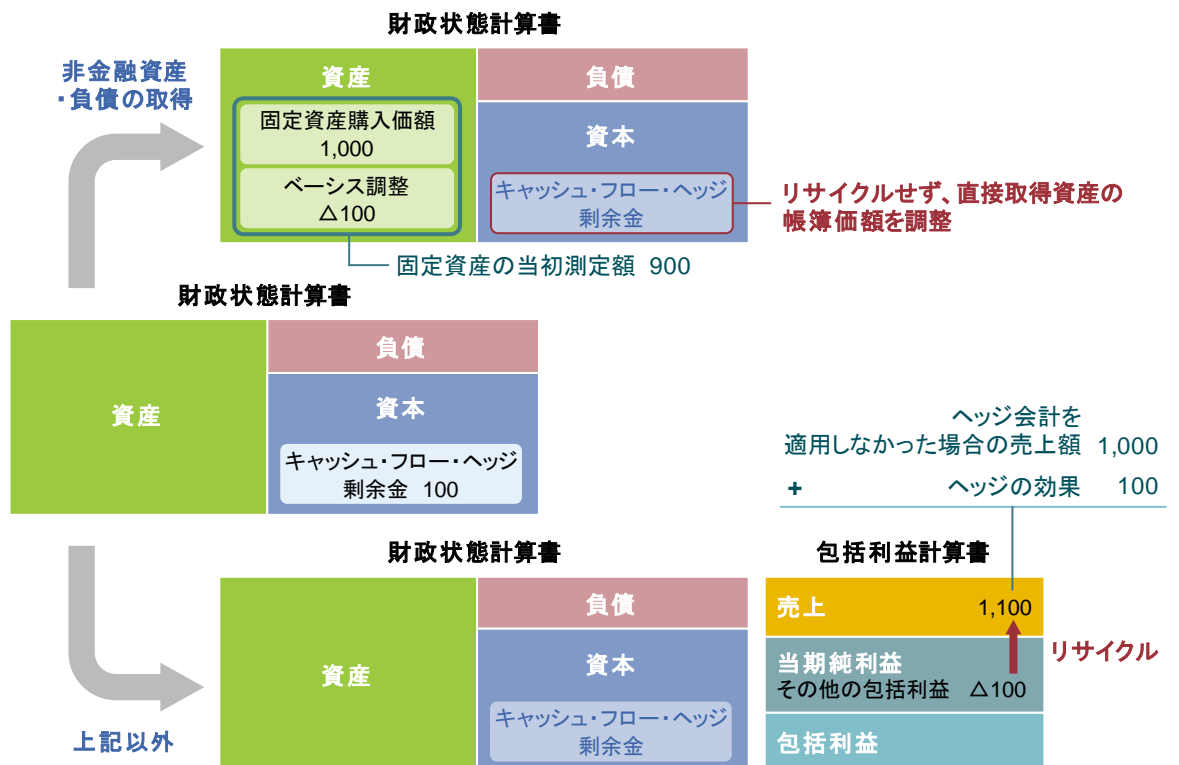 財政状態計算書
非金融資産
・負債の取得
資産
負債
固定資産購入価額
1,000
ベーシス調整
△100
資本
キャッシュ・フロー・ヘッジ
剰余金
リサイクルせず、直接取得資産の
帳簿価額を調整
固定資産の当初測定額 900
財政状態計算書
資産
負債
資本
キャッシュ・フロー・ヘッジ
剰余金 100
ヘッジ会計を
適用しなかった場合の売上額 1,000
+ ヘッジの効果 100
財政状態計算書
資産
負債
資本
キャッシュ・フロー・ヘッジ
剰余金
上記以外
包括利益計算書
売上 1,100
当期純利益
その他の包括利益 △100
包括利益
リサイクル